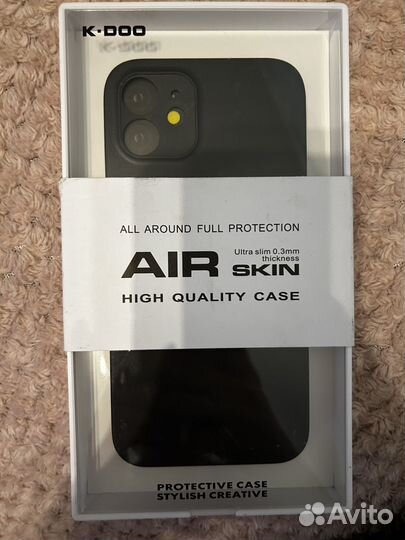 K·DOO
K·DOO
ALL AROUND FULL PROTECTION
AIR SKIN
Ultra slim 0.3mm
thickness
HIGH QUALITY CASE
PROTECTIVE CASE
STYLISH CREATIVE
Avito